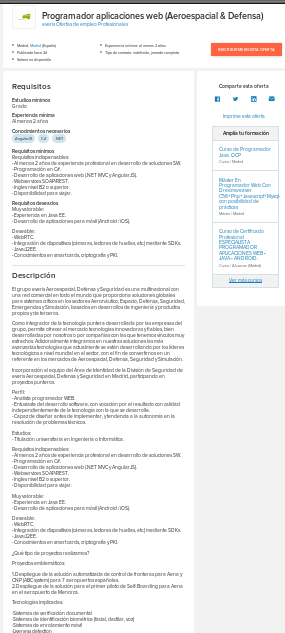 Programador aplicaciones web (Aeroespacial & Defensa)
everis Ofertas de empleo Profesionales
Madrid, Madrid (España)
Publicada hace 2d
Salario no disponible
Experiencia mínima: al menos 2 años
Tipo de contrato: indefinido, jornada completa
INSCRIBIRME EN ESTA OFERTA
Requisitos
Estudios mínimos
Grado
Experiencia mínima
Al menos 2 años
Conocimientos necesarios
AngularJS C# .NET
Requisitos mínimos
Requisitos indispensables:
- Al menos 2 años de experiencia profesional en desarrollo de soluciones SW.
- Programación en C#.
- Desarrollo de aplicaciones web (.NET MVC y Angular.JS).
- Webservices SOAP/REST.
- Ingles nivel B2 o superior.
- Disponibilidad para viajar.
Requisitos deseados
Muy valorable:
- Experiencia en Java EE.
- Desarrollo de aplicaciones para móvil (Android / iOS).
Deseable:
- WebRTC.
- Integración de dispositivos (cámaras, lectores de huellas, etc) mediante SDKs.
- Java J2EE.
- Conocimientos en smartcards, criptografía y PKI.
Descripción
El grupo everis Aeroespacial, Defensa y Seguridad es una multinacional con
una red comercial en todo el mundo que proporciona soluciones globales
para sistemas críticos en los sectores Aeronáutico, Espacio, Defensa, Seguridad,
Emergencias y Simulación, basados en desarrollos de ingeniería y productos
propios y de terceros.
Como integrador de la tecnología puntera desarrollada por las empresas del
grupo, permite ofrecer al mercado tecnología innovadora y fiables, bien
desarrolladas por nosotros o por compañías con las que tenemos vínculos muy
estrechos. Adicionalmente integramos en nuestras soluciones las más
avanzadas tecnologías que actualmente se están desarrollando por los líderes
tecnológicos a nivel mundial en el sector, con el fin de convertirnos en un
referente en los mercados de Aeroespacial, Defensa, Seguridad y Simulación.
Incorporación al equipo del Área de Identidad de la División de Seguridad de
everis Aeroespacial, Defensa y Seguridad en Madrid, participando en
proyectos punteros.
Perfil:
- Analista programador WEB.
- Entusiasta del desarrollo software, con vocación por el resultado con calidad
independientemente de la tecnología con la que se desarrolle.
- Capaz de diseñar antes de implementar, y tendencia a la autonomía en la
resolución de problemas técnicos.
Estudios:
- Titulación universitaria en Ingeniería o Informática.
Requisitos indispensables:
- Al menos 2 años de experiencia profesional en desarrollo de soluciones SW.
- Programación en C#.
- Desarrollo de aplicaciones web (.NET MVC y Angular.JS).
- Webservices SOAP/REST.
- Ingles nivel B2 o superior.
- Disponibilidad para viajar.
Muy valorable:
- Experiencia en Java EE.
- Desarrollo de aplicaciones para móvil (Android / iOS).
Deseable:
- WebRTC.
- Integración de dispositivos (cámaras, lectores de huellas, etc) mediante SDKs.
- Java J2EE.
- Conocimientos en smartcards, criptografía y PKI.
¿Qué tipo de proyectos realizamos?
Proyectos emblemáticos:
1.Despliegue de la solución automatizada de control de fronteras para Aena y
CNP (ABC system) para 7 aeropuertos españoles.
2.Despliegue de la solución para el primer piloto de Self-Boarding para Aena
en el aeropuerto de Menorca.
Tecnologías implicadas:
·Sistemas de verificación documental
·Sistemas de identificación biométrica (facial, dactilar, voz)
·Sistemas de enrolamiento móvil
·Liveness detection
Comparte esta oferta
Imprime esta oferta
Amplía tu formación
Curso de Programador
Java. OCP
Curso | Madrid
Máster En
Programador Web Con
Dreamweaver
CS6+Php+Javascript+Mysql
con posibilidad de
prácticas
Máster | Madrid
Curso de Certificado
Profesional
ESPECIALISTA
PROGRAMADOR
APLICACIONES WEB -
JAVA - ANDROID
Curso | A Distancia (Madrid)
Ver más cursos